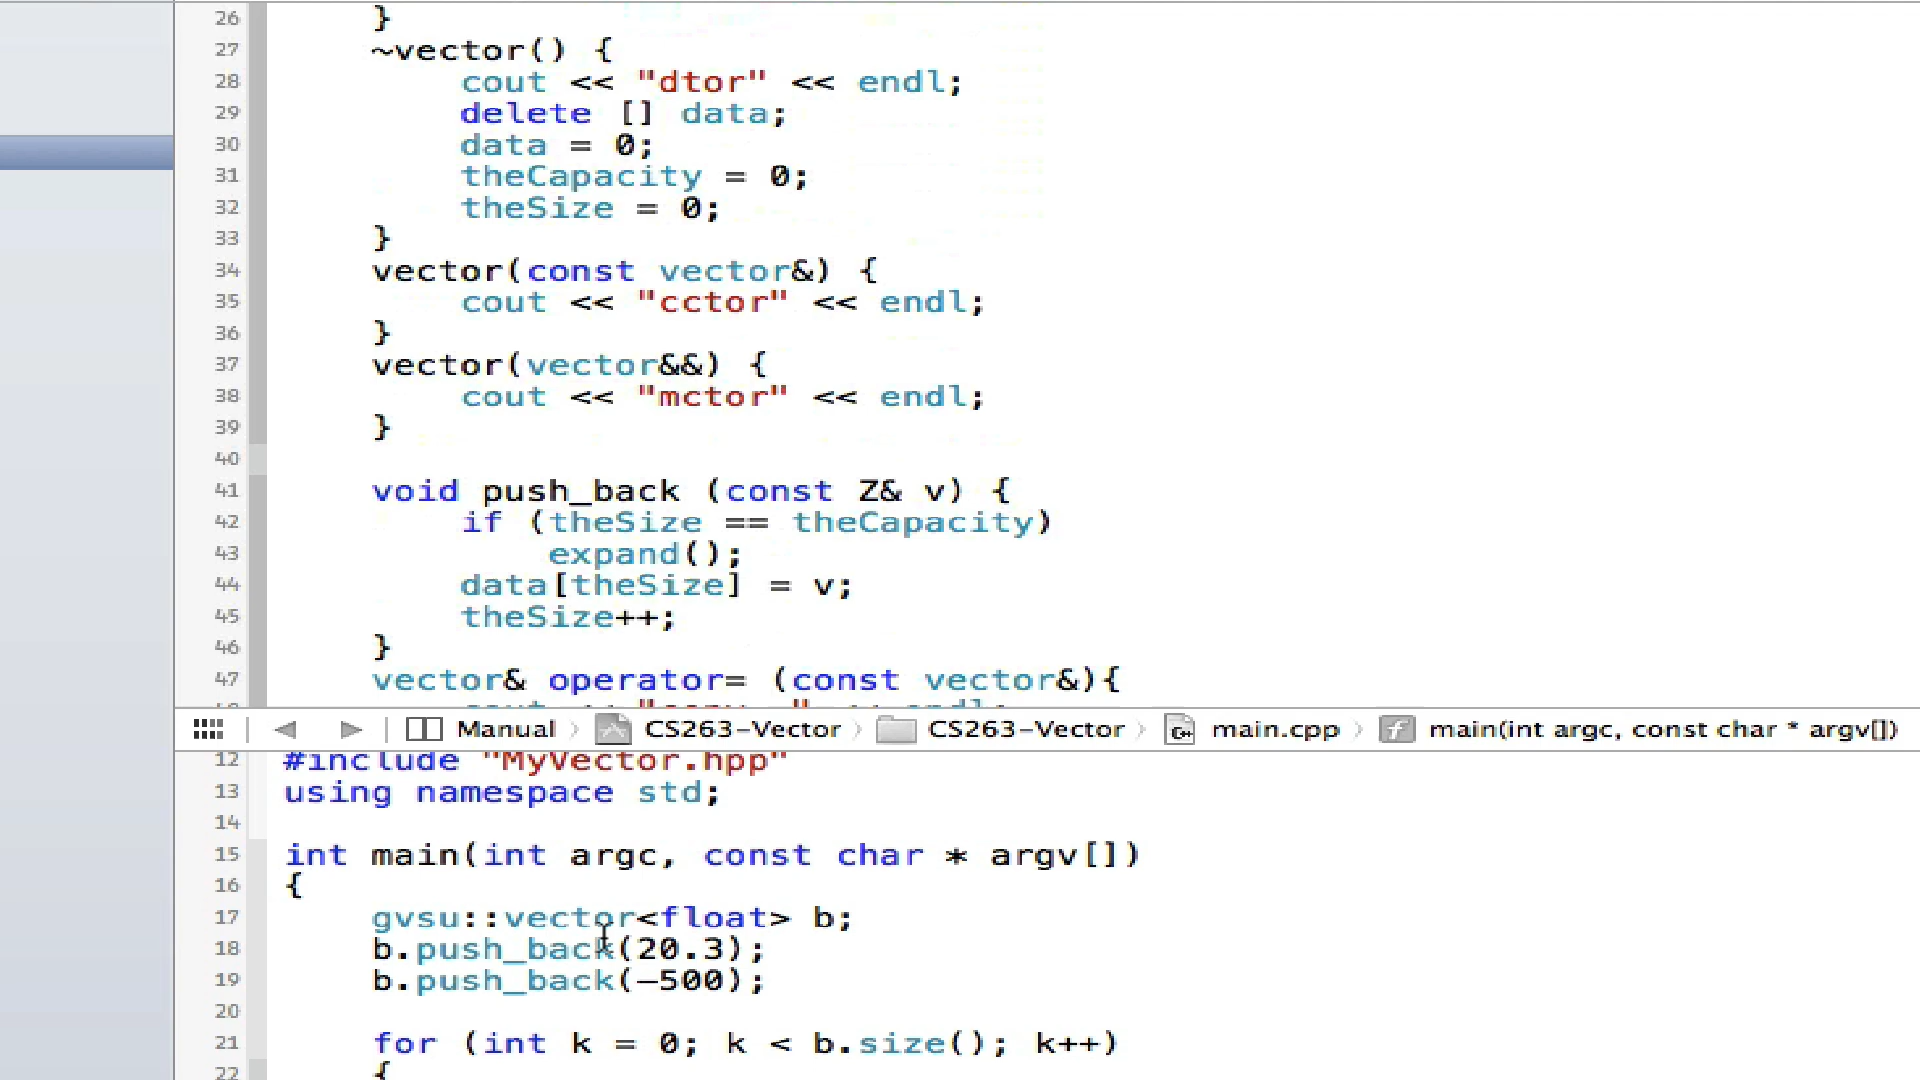 26 }
27 ~vector() {
28 cout << "dtor" << endl;
29 delete [] data;
30 data = 0;
31 theCapacity = 0;
32 theSize = 0;
33 }
34 vector(const vector&) {
35 cout << "cctor" << endl;
36 }
37 vector(vector&&) {
38 cout << "mctor" << endl;
39 }
40
41 void push_back (const Z& v) {
42 if (theSize == theCapacity)
43 expand();
44 data[theSize] = v;
45 theSize++;
46 }
47 vector& operator= (const vector&){
Manual CS263-Vector CS263-Vector main.cpp main(int argc, const char * argv[])
12 #include "MyVector.hpp"
13 using namespace std;
14
15 int main(int argc, const char * argv[])
16 {
17 gvsu::vector<float> b;
18 b.push_back(20.3);
19 b.push_back(-500);
20
21 for (int k = 0; k < b.size(); k++)
22 {